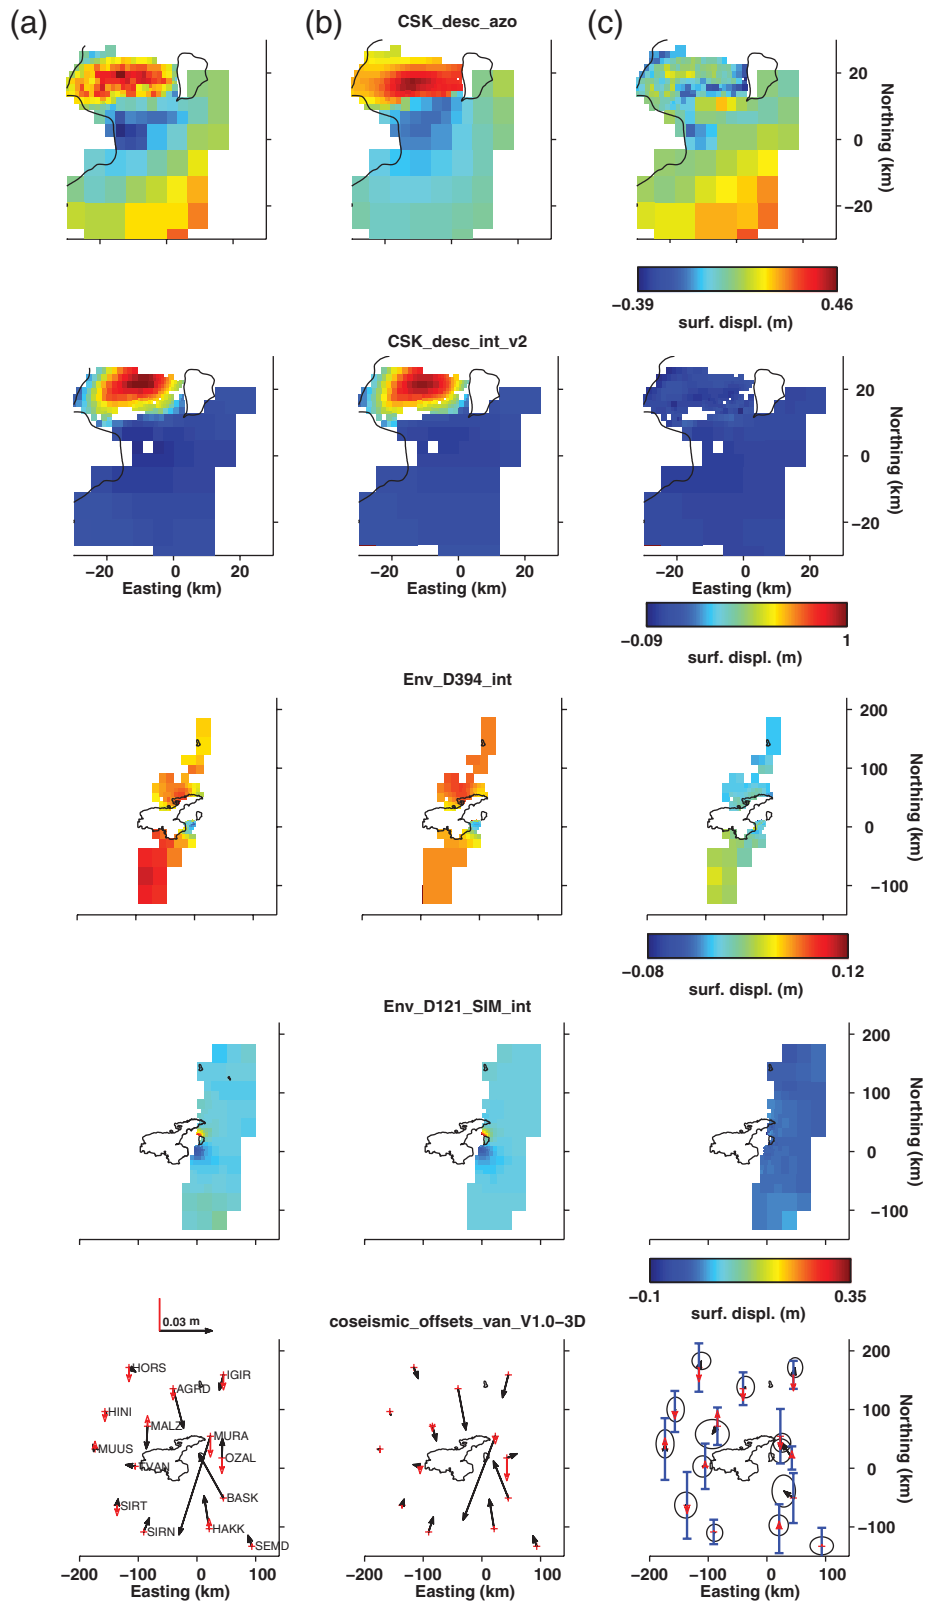 (a) (b) (c)
CSK_desc_azo
20
0
−20
Northing (km)
−0.39 0.46
surf. displ. (m)
CSK_desc_int_v2
20
0
−20
Northing (km)
−20 0 20 −20 0 20 −20 0 20
Easting (km) Easting (km) Easting (km)
−0.09 1
surf. displ. (m)
Env_D394_int
200
100
0
−100
Northing (km)
−0.08 0.12
surf. displ. (m)
Env_D121_SIM_int
200
100
0
−100
Northing (km)
−0.1 0.35
surf. displ. (m)
0.03 m
coseismic_offsets_van_V1.0−3D
HORS IGIR
AGRD
HINI
MALZ
MURA
MUUS
OZAL
TVAN
BASK
SIRT
SIRN HAKK
SEMD
200
100
0
−100
Northing (km)
−200 −100 0 100 −200 −100 0 100 −200 −100 0 100
Easting (km) Easting (km) Easting (km)